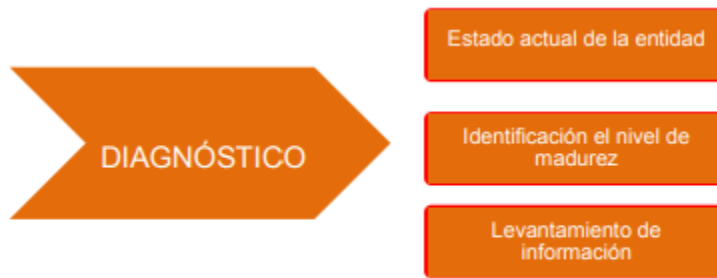 DIAGNÓSTICO
Estado actual de la entidad
Identificación el nivel de
madurez
Levantamiento de
información